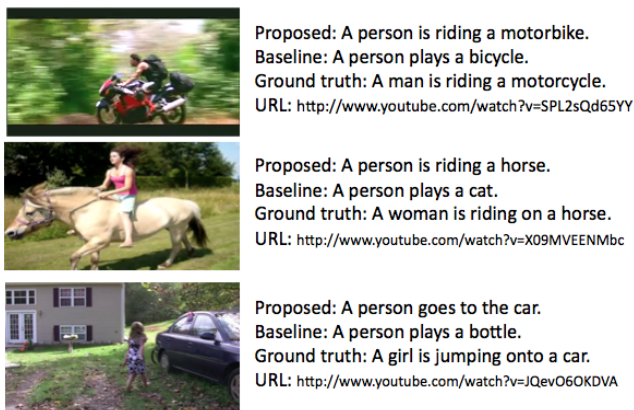 Proposed: A person is riding a motorbike.
Baseline: A person plays a bicycle.
Ground truth: A man is riding a motorcycle.
URL: http://www.youtube.com/watch?v=SPL2sQd65YY
Proposed: A person is riding a horse.
Baseline: A person plays a cat.
Ground truth: A woman is riding on a horse.
URL: http://www.youtube.com/watch?v=X09MVEENMbc
Proposed: A person goes to the car.
Baseline: A person plays a bottle.
Ground truth: A girl is jumping onto a car.
URL: http://www.youtube.com/watch?v=JQevO6OKDVA